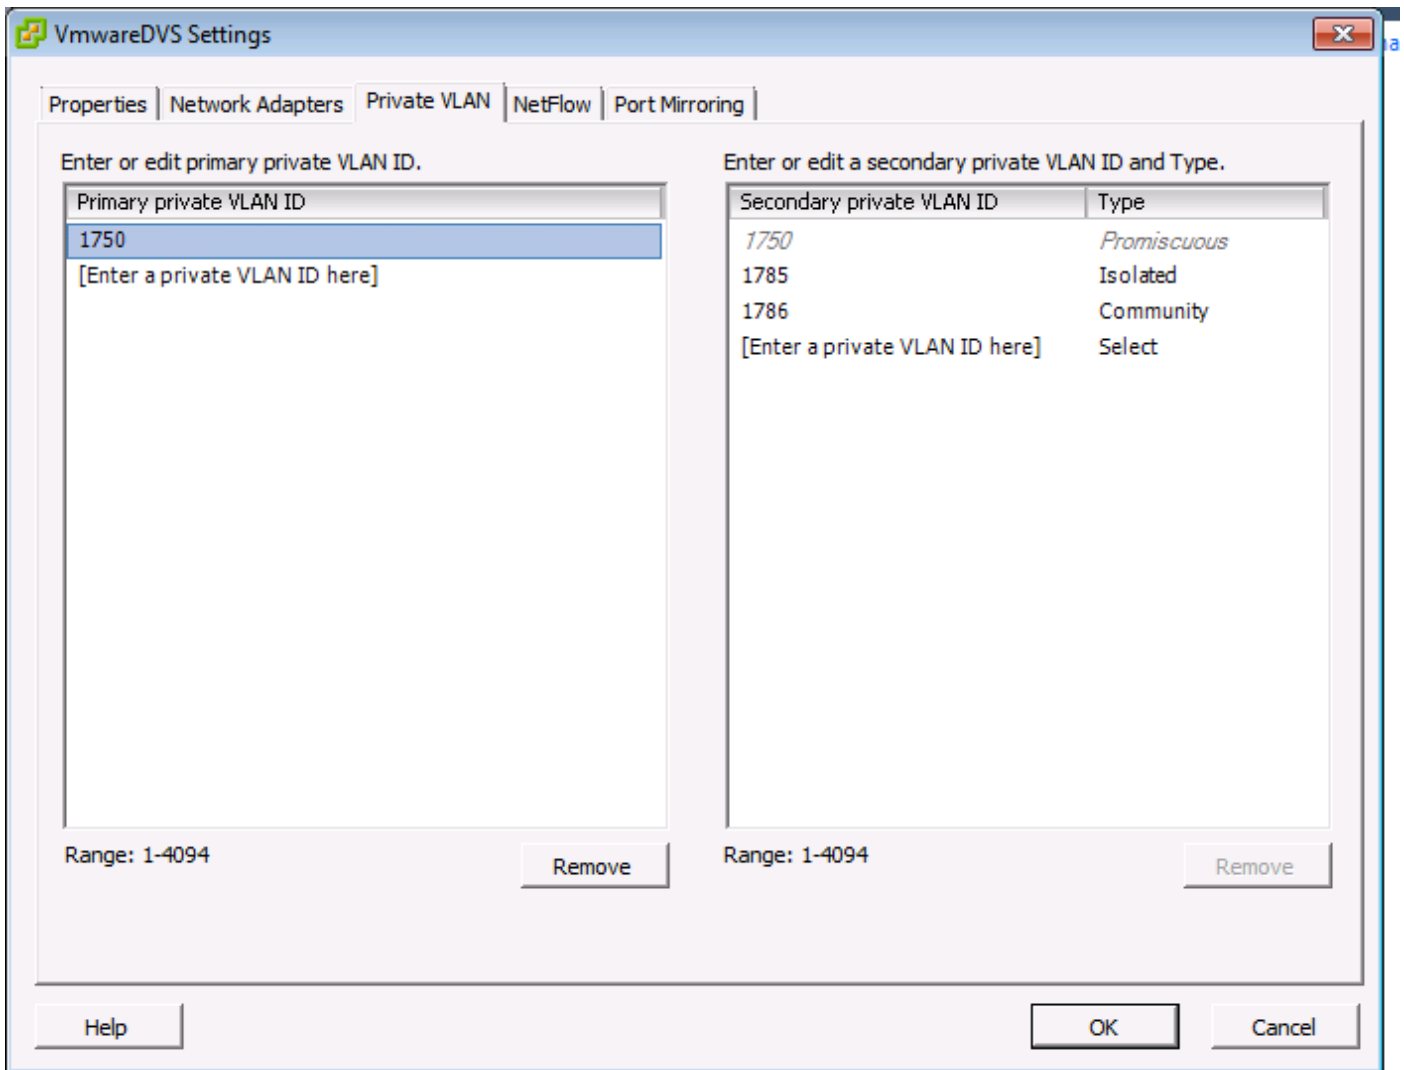 VmwareDVS Settings
Properties Network Adapters Private VLAN NetFlow Port Mirroring
Enter or edit primary private VLAN ID.
Primary private VLAN ID
1750
[Enter a private VLAN ID here]
Range: 1-4094
Remove
Enter or edit a secondary private VLAN ID and Type.
Secondary private VLAN ID Type
1750 Promiscuous
1785 Isolated
1786 Community
[Enter a private VLAN ID here] Select
Range: 1-4094
Remove
Help
OK
Cancel